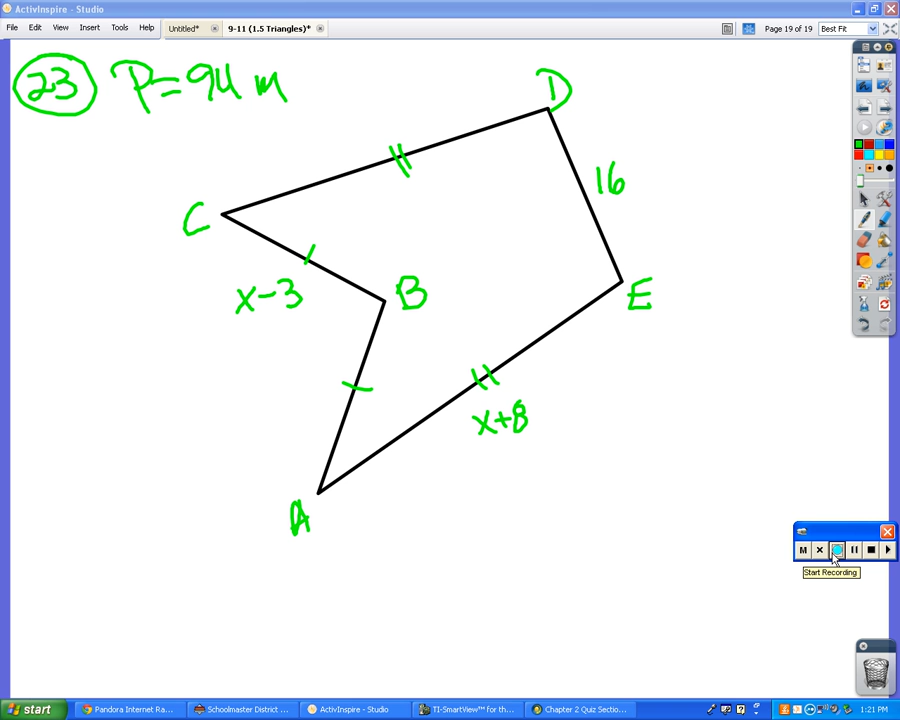 ActivInspire - Studio
File Edit View Insert Tools Help
Untitled*
9-11 (1.5 Triangles)*
Page 19 of 19
Best Fit
23 P=94 m
D
16
C
x-3
B
E
x+8
A
M
Start Recording
start
Pandora Internet Ra...
Schoolmaster District ...
ActivInspire - Studio
TI-SmartView™ for th...
Chapter 2 Quiz Sectio...
1:21 PM